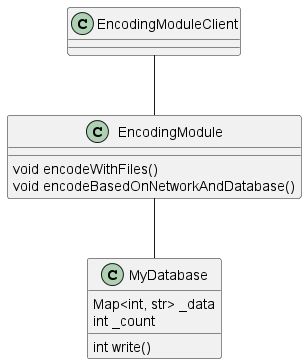 C EncodingModuleClient
C EncodingModule
void encodeWithFiles()
void encodeBasedOnNetworkAndDatabase()
C MyDatabase
Map<int, str> _data
int _count
int write()